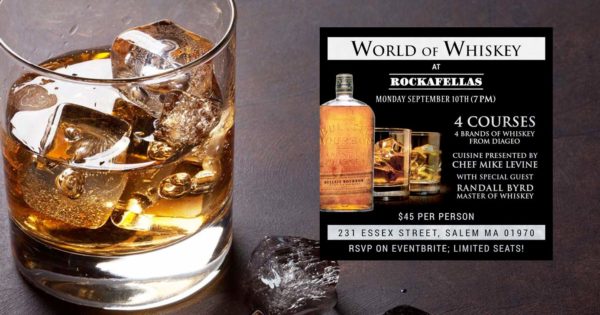 World of Whiskey
AT
ROCKAFELLAS
MONDAY SEPTEMBER 10TH (7 PM)
4 COURSES
4 BRANDS OF WHISKEY
FROM DIAGEO
CUISINE PRESENTED BY
CHEF MIKE LEVINE
WITH SPECIAL GUEST
RANDALL BYRD
MASTER OF WHISKEY
BULLEIT BOURBON
$45 PER PERSON
231 ESSEX STREET, SALEM MA 01970
RSVP ON EVENTBRITE; LIMITED SEATS!